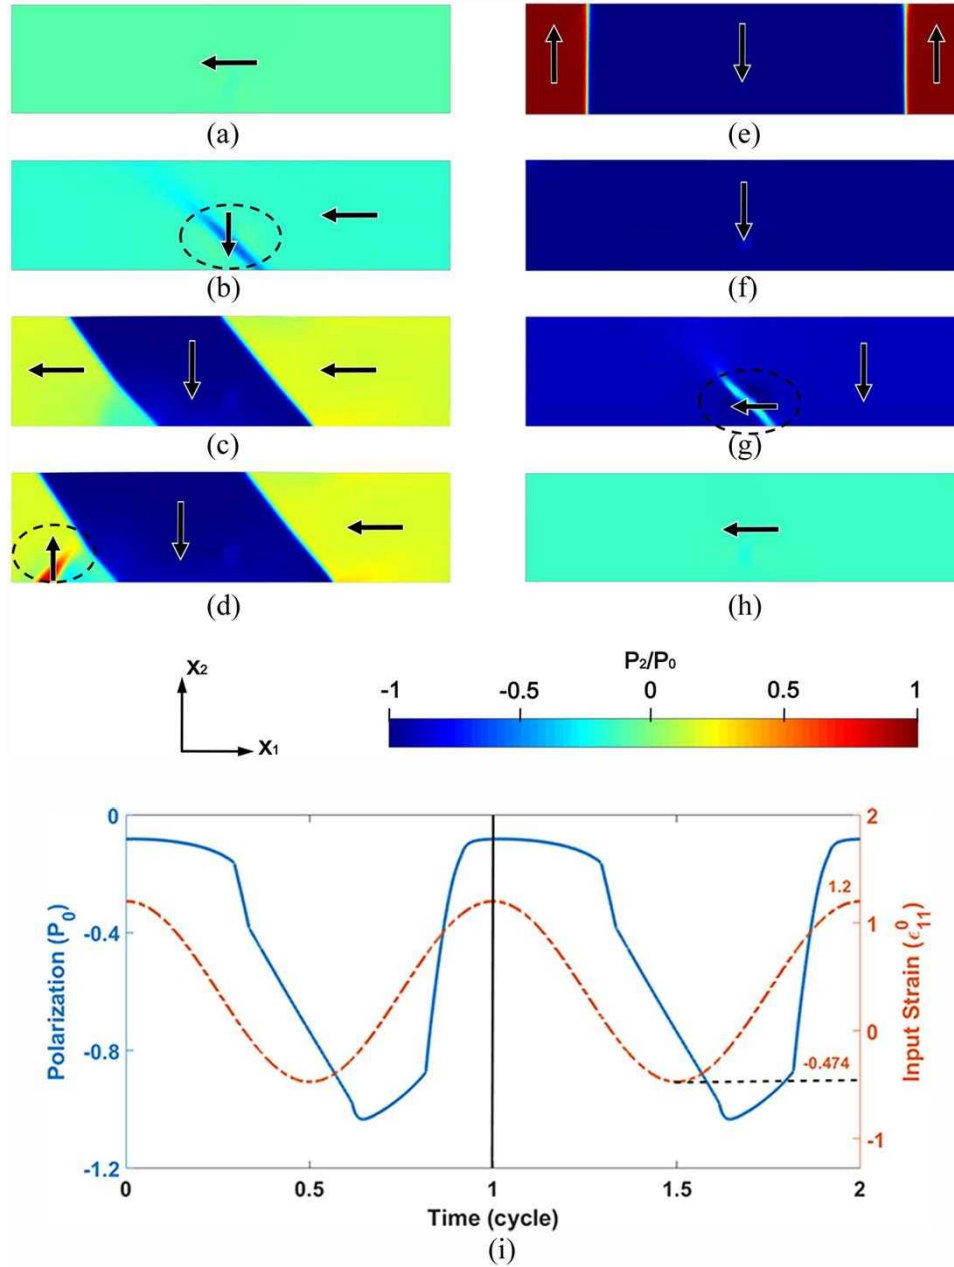 (a)
(e)
(b)
(f)
(c)
(g)
(d)
(h)
X2
X1
P2/P0
-1
-0.5
0
0.5
1
0
-0.4
-0.8
-1.2
Polarization (P0)
2
1
0
-1
Input Strain (ϵ⁰₁₁)
1.2
-0.474
0
0.5
1
1.5
2
Time (cycle)
(i)